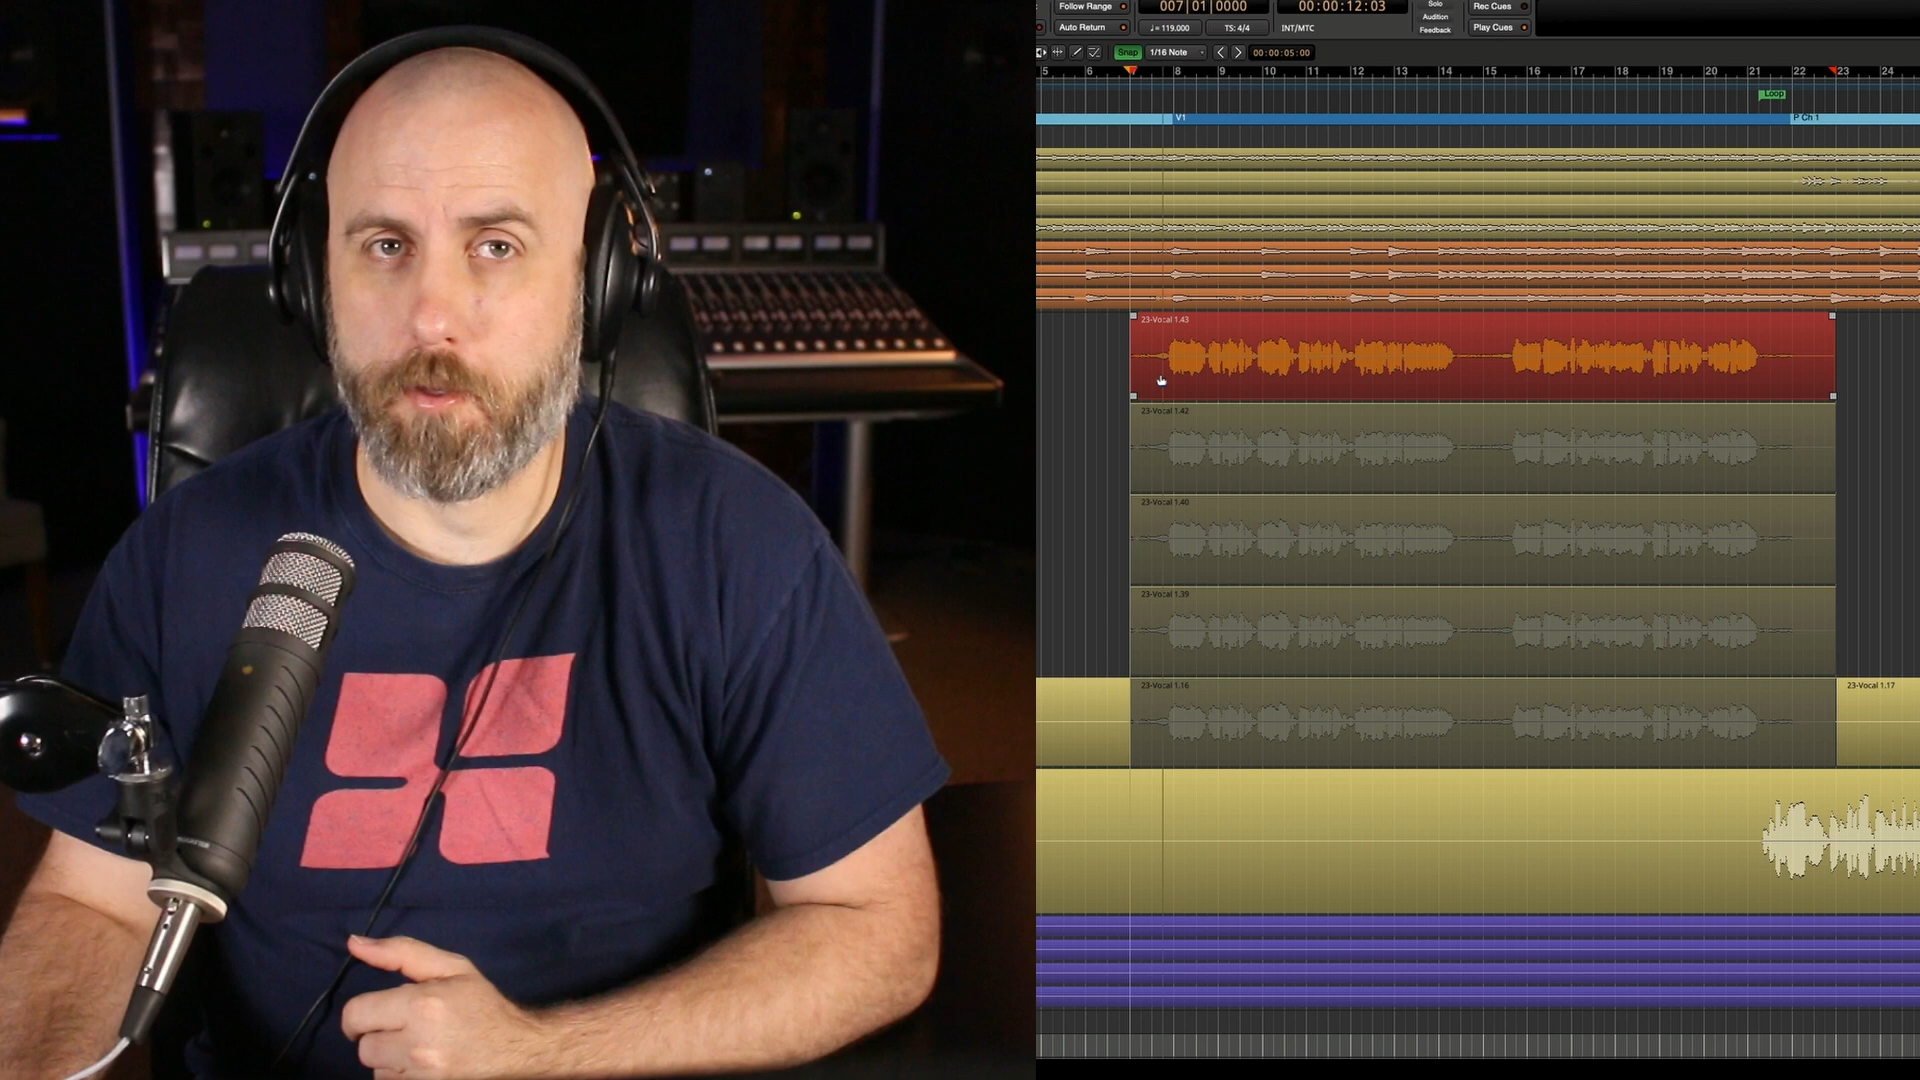 Follow Range
007|01|0000
00:00:12:03
Solo
Rec Cues
Auto Return
♩=119.000
TS: 4/4
INT/MTC
Audition
Feedback
Play Cues
Snap
1/16 Note
00:00:05:00
5 6 7 8 9 10 11 12 13 14 15 16 17 18 19 20 21 22 23 24
Loop
V1
P Ch 1
23-Vocal 1.43
23-Vocal 1.42
23-Vocal 1.40
23-Vocal 1.39
23-Vocal 1.16
23-Vocal 1.17